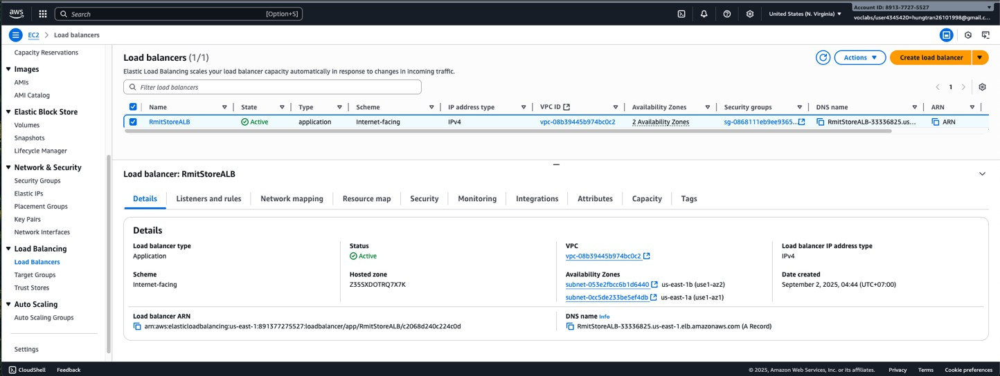 aws
Search [Option+S]
United States (N. Virginia)
Account ID: 8913-7727-5527
voclabs/user4345420=hungtran26101998@gmail.c...
EC2 > Load balancers
Capacity Reservations
Images
AMIs
AMI Catalog
Elastic Block Store
Volumes
Snapshots
Lifecycle Manager
Network & Security
Security Groups
Elastic IPs
Placement Groups
Key Pairs
Network Interfaces
Load Balancing
Load Balancers
Target Groups
Trust Stores
Auto Scaling
Auto Scaling Groups
Settings
Load balancers (1/1)
Actions
Create load balancer
Elastic Load Balancing scales your load balancer capacity automatically in response to changes in incoming traffic.
Filter load balancers
1
Name State Type Scheme IP address type VPC ID Availability Zones Security groups DNS name ARN
RmitStoreALB Active application Internet-facing IPv4 vpc-08b39445b974bc0c2 2 Availability Zones sg-0868111eb9ee9365... RmitStoreALB-33336825.us... ARN
Load balancer: RmitStoreALB
Details Listeners and rules Network mapping Resource map Security Monitoring Integrations Attributes Capacity Tags
Details
Load balancer type Status VPC Load balancer IP address type
Application Active vpc-08b39445b974bc0c2 IPv4
Scheme Hosted zone Availability Zones Date created
Internet-facing Z35SXDOTRQ7X7K subnet-053e2fbcc6b1d6440 us-east-1b (use1-az2) September 2, 2025, 04:44 (UTC+07:00)
subnet-0cc5de233be5ef4db us-east-1a (use1-az1)
Load balancer ARN DNS name Info
arn:aws:elasticloadbalancing:us-east-1:891377275527:loadbalancer/app/RmitStoreALB/c2068d240c224c0d RmitStoreALB-33336825.us-east-1.elb.amazonaws.com (A Record)
CloudShell Feedback © 2025, Amazon Web Services, Inc. or its affiliates. Privacy Terms Cookie preferences